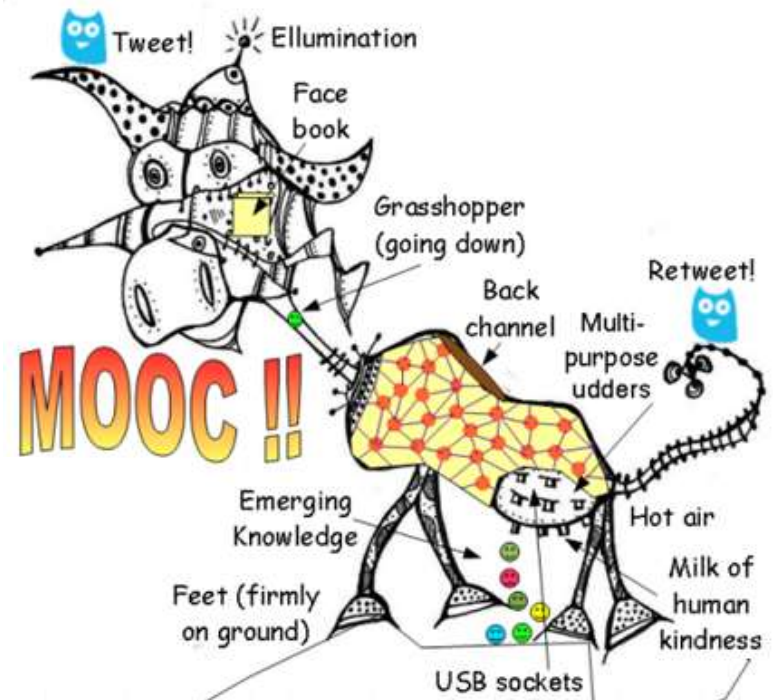 Tweet!
Ellumination
Face
book
Grasshopper
(going down)
Retweet!
Back
channel
Multi-
purpose
udders
MOOC !!
Emerging
Knowledge
Hot air
Feet (firmly
on ground)
Milk of
human
kindness
USB sockets